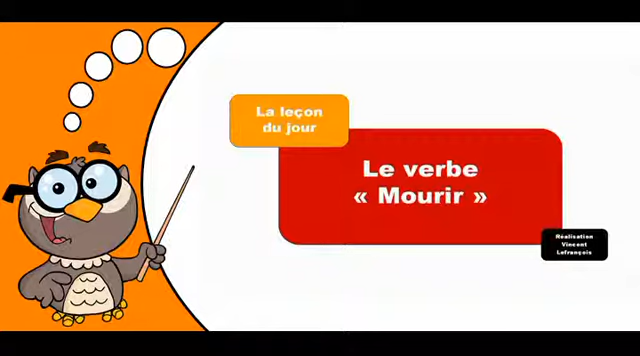 La leçon
du jour
Le verbe
« Mourir »
Réalisation
Vincent
Lefrançois